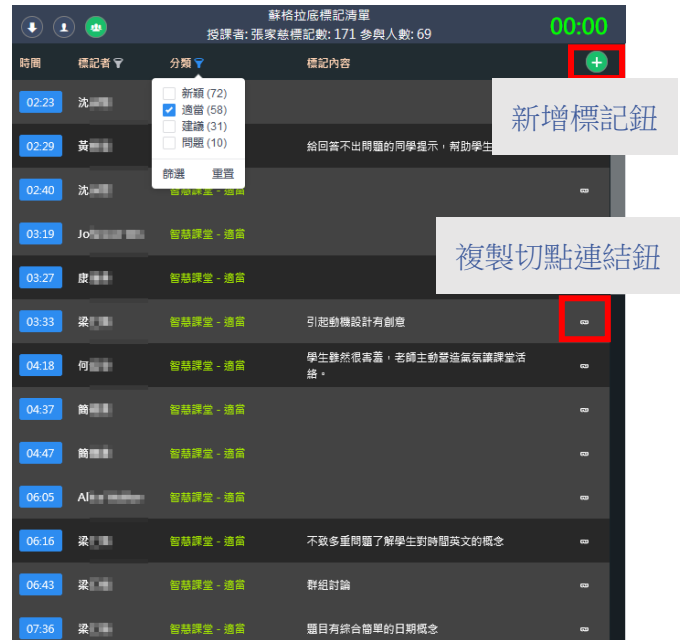 蘇格拉底標記清單
授課者: 張家慈標記數: 171 參與人數: 69
00:00
時間 標記者 分類 標記內容
新增標記鈕
新穎 (72)
適當 (58)
建議 (31)
問題 (10)
篩選 重置
02:23 沈
02:29 黃 給回答不出問題的同學提示，幫助學生
02:40 沈 智慧課堂 - 適當
03:19 Jo 智慧課堂 - 適當
複製切點連結鈕
03:27 康 智慧課堂 - 適當
03:33 梁 智慧課堂 - 適當 引起動機設計有創意
04:18 何 智慧課堂 - 適當 學生雖然很害羞，老師主動營造氣氛讓課堂活
絡。
04:37 簡 智慧課堂 - 適當
04:47 簡 智慧課堂 - 適當
06:05 Al 智慧課堂 - 適當
06:16 梁 智慧課堂 - 適當 不致多重問題了解學生對時間英文的概念
06:43 梁 智慧課堂 - 適當 群組討論
07:36 梁 智慧課堂 - 適當 題目有綜合簡單的日期概念